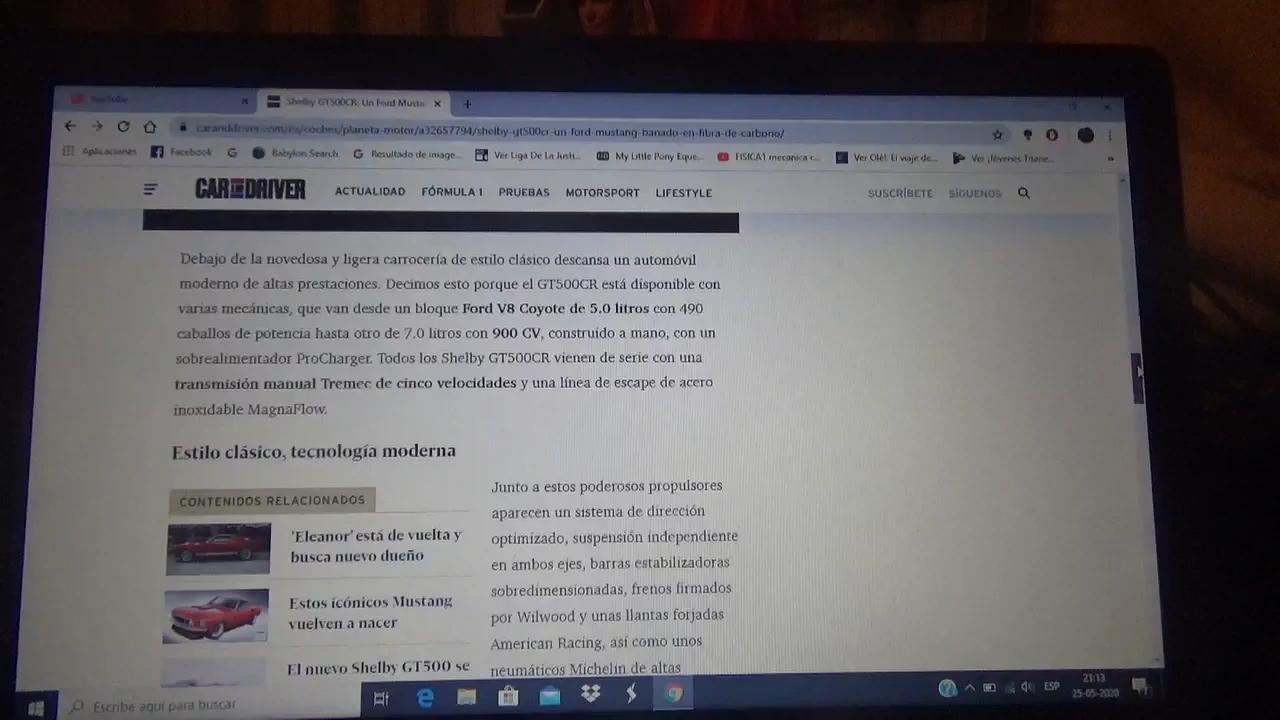 YouTube
Shelby GT500CR: Un Ford Musta
caranddriver.com/es/coches/planeta-motor/a32657794/shelby-gt500cr-un-ford-mustang-banado-en-fibra-de-carbono/
Aplicaciones Facebook Babylon Search Resultado de image... Ver Liga De La Justi... My Little Pony Eque... FISICA1 mecanica c... Ver Olé!. El viaje de... Ver ¡Jóvenes Titane...
CAR AND DRIVER ACTUALIDAD FÓRMULA 1 PRUEBAS MOTORSPORT LIFESTYLE SUSCRÍBETE SÍGUENOS
Debajo de la novedosa y ligera carrocería de estilo clásico descansa un automóvil
moderno de altas prestaciones. Decimos esto porque el GT500CR está disponible con
varias mecánicas, que van desde un bloque Ford V8 Coyote de 5.0 litros con 490
caballos de potencia hasta otro de 7.0 litros con 900 CV, construido a mano, con un
sobrealimentador ProCharger. Todos los Shelby GT500CR vienen de serie con una
transmisión manual Tremec de cinco velocidades y una línea de escape de acero
inoxidable MagnaFlow.
Estilo clásico, tecnología moderna
CONTENIDOS RELACIONADOS
'Eleanor' está de vuelta y
busca nuevo dueño
Estos icónicos Mustang
vuelven a nacer
El nuevo Shelby GT500 se
Junto a estos poderosos propulsores
aparecen un sistema de dirección
optimizado, suspensión independiente
en ambos ejes, barras estabilizadoras
sobredimensionadas, frenos firmados
por Wilwood y unas llantas forjadas
American Racing, así como unos
neumáticos Michelin de altas
Escribe aquí para buscar
ESP
21:13
25-05-2020